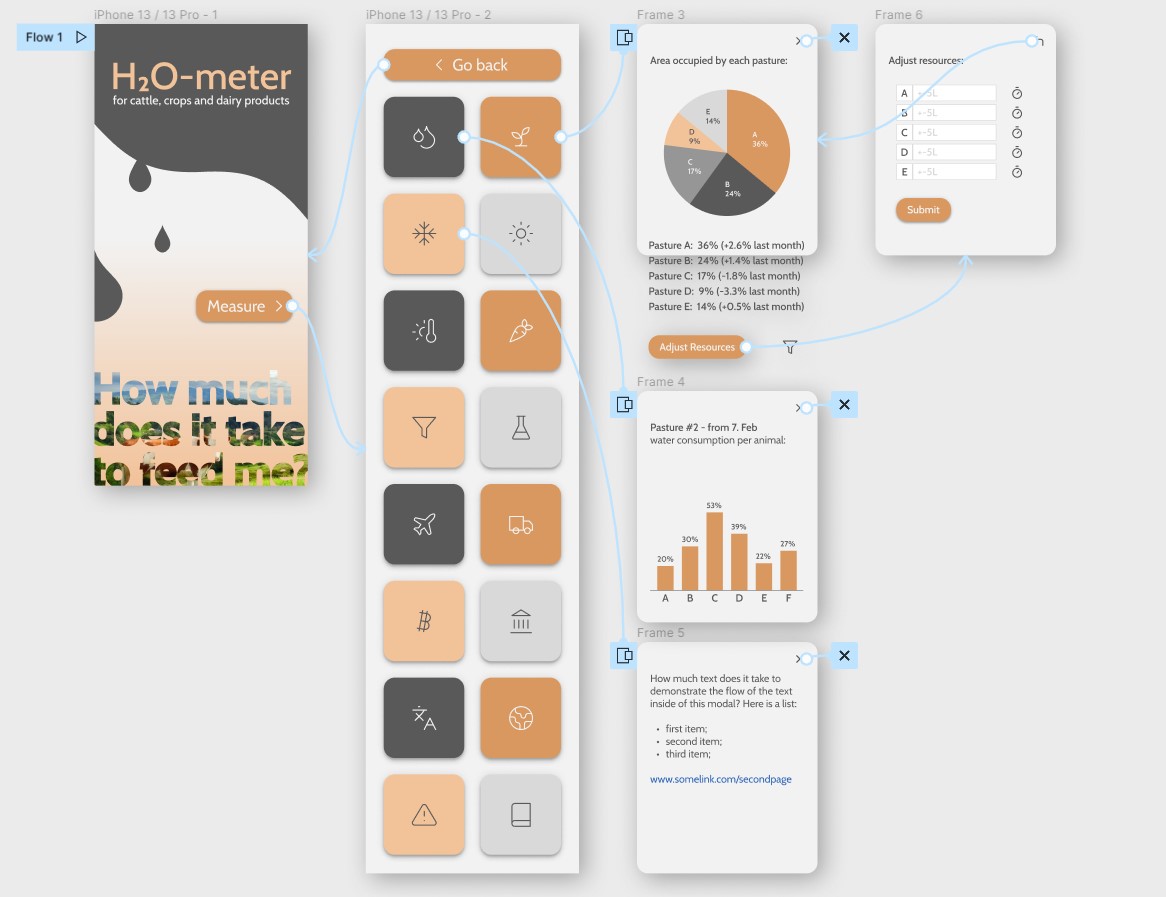 iPhone 13 / 13 Pro - 1
Flow 1
H₂O-meter
for cattle, crops and dairy products
Measure
How much
does it take
to feed me?
iPhone 13 / 13 Pro - 2
Go back
Frame 3
Area occupied by each pasture:
E
14%
D
9%
A
36%
C
17%
B
24%
Pasture A: 36% (+2.6% last month)
Pasture B: 24% (+1.4% last month)
Pasture C: 17% (-1.8% last month)
Pasture D: 9% (-3.3% last month)
Pasture E: 14% (+0.5% last month)
Adjust Resources
Frame 6
Adjust resources:
A +-5L
B +-5L
C +-5L
D +-5L
E +-5L
Submit
Frame 4
Pasture #2 - from 7. Feb
water consumption per animal:
20% 30% 53% 39% 22% 27%
A B C D E F
Frame 5
How much text does it take to
demonstrate the flow of the text
inside of this modal? Here is a list:
• first item;
• second item;
• third item;
www.somelink.com/secondpage